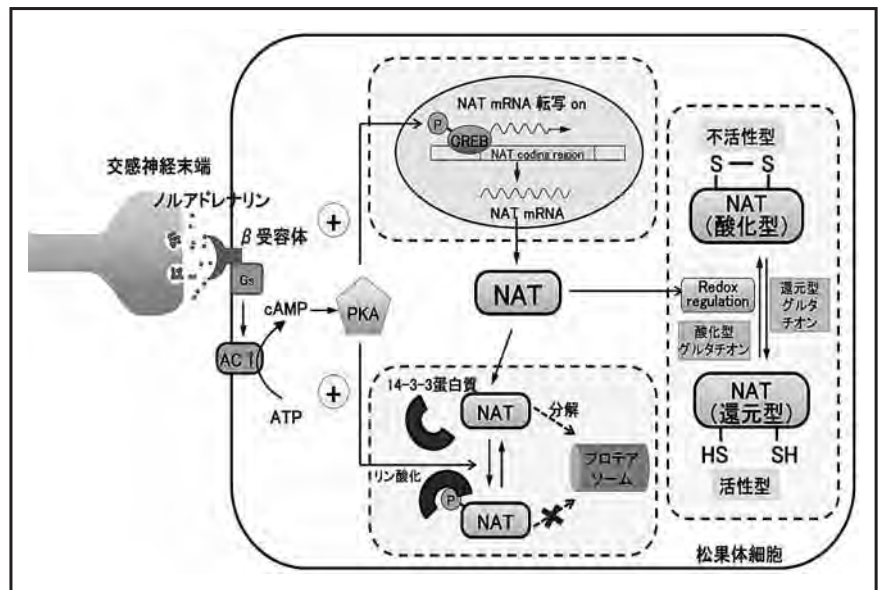 交感神経末端
ノルアドレナリン
β受容体
Gs
AC↑
cAMP
ATP
+
PKA
+
NAT mRNA 転写 on
P
CREB
NAT coding region
NAT mRNA
NAT
14-3-3蛋白質
NAT
分解
プロテア
ソーム
リン酸化
P
NAT
不活性型
S — S
NAT
(酸化型)
Redox
regulation
還元型
グルタ
チオン
酸化型
グルタチオン
NAT
(還元型)
HS
SH
活性型
松果体細胞